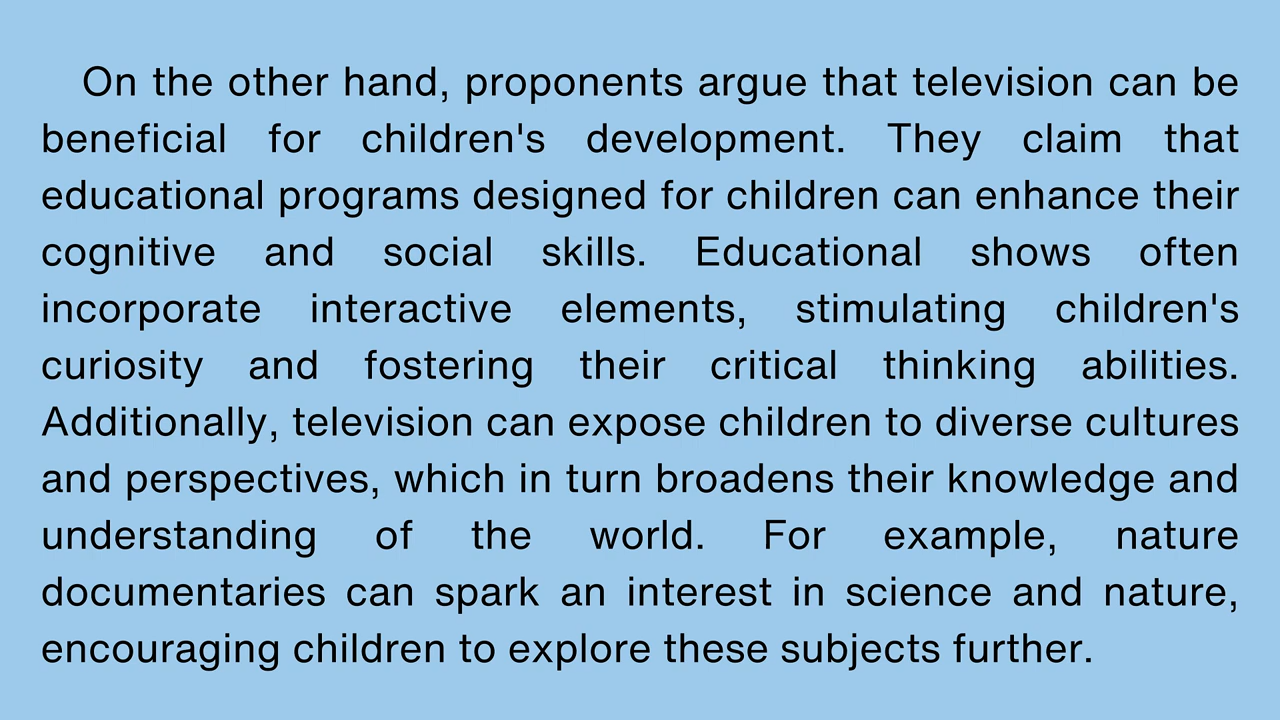 On the other hand, proponents argue that television can be
beneficial for children's development. They claim that
educational programs designed for children can enhance their
cognitive and social skills. Educational shows often
incorporate interactive elements, stimulating children's
curiosity and fostering their critical thinking abilities.
Additionally, television can expose children to diverse cultures
and perspectives, which in turn broadens their knowledge and
understanding of the world. For example, nature
documentaries can spark an interest in science and nature,
encouraging children to explore these subjects further.